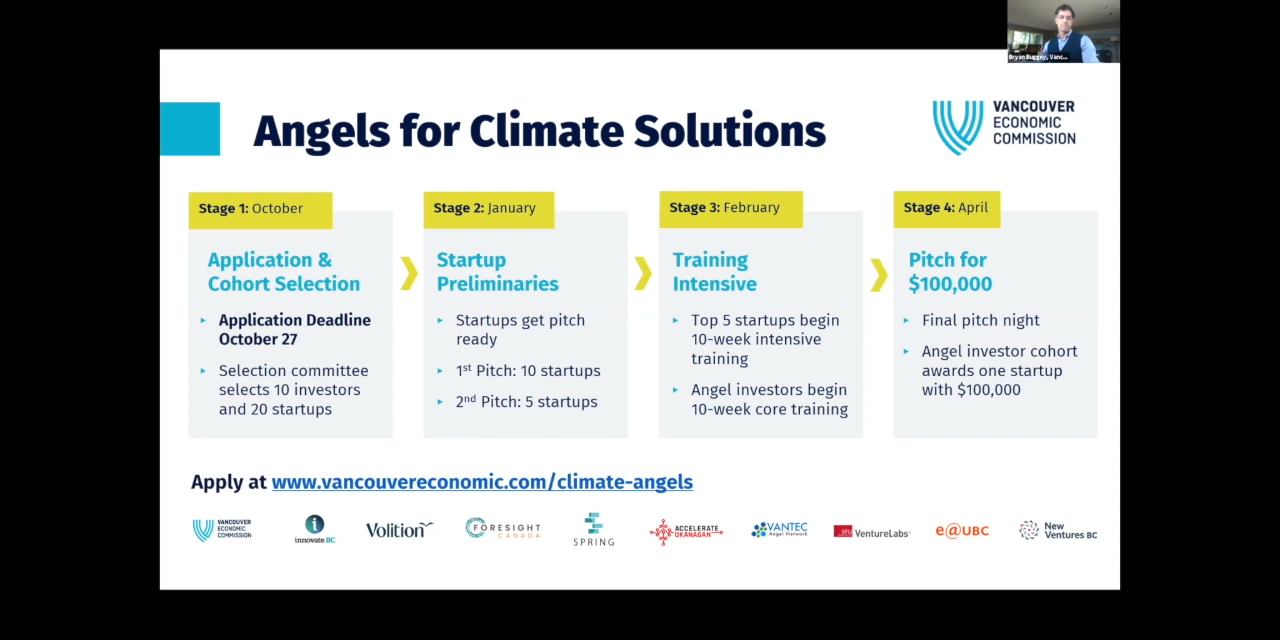 Bryan Buggey, Vanc...
Angels for Climate Solutions
VANCOUVER
ECONOMIC
COMMISSION
Stage 1: October
Application &
Cohort Selection
▸ Application Deadline
October 27
▸ Selection committee
selects 10 investors
and 20 startups
Stage 2: January
Startup
Preliminaries
▸ Startups get pitch
ready
▸ 1st Pitch: 10 startups
▸ 2nd Pitch: 5 startups
Stage 3: February
Training
Intensive
▸ Top 5 startups begin
10-week intensive
training
▸ Angel investors begin
10-week core training
Stage 4: April
Pitch for
$100,000
▸ Final pitch night
▸ Angel investor cohort
awards one startup
with $100,000
Apply at www.vancouvereconomic.com/climate-angels
VANCOUVER
ECONOMIC
COMMISSION
innovate BC
Volition
FORESIGHT
CANADA
SPRING
ACCELERATE
OKANAGAN
VANTEC
Angel Network
SFU VentureLabs
e@UBC
New
Ventures BC